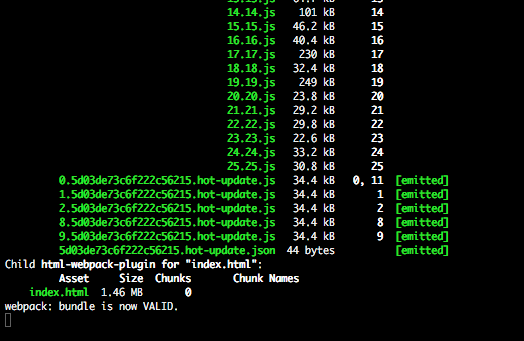 14.14.js 101 kB 14
15.15.js 46.2 kB 15
16.16.js 40.4 kB 16
17.17.js 230 kB 17
18.18.js 32.4 kB 18
19.19.js 249 kB 19
20.20.js 23.8 kB 20
21.21.js 29.2 kB 21
22.22.js 29.8 kB 22
23.23.js 22.6 kB 23
24.24.js 33.2 kB 24
25.25.js 30.8 kB 25
0.5d03de73c6f222c56215.hot-update.js 34.4 kB 0, 11 [emitted]
1.5d03de73c6f222c56215.hot-update.js 34.4 kB 1 [emitted]
2.5d03de73c6f222c56215.hot-update.js 34.4 kB 2 [emitted]
8.5d03de73c6f222c56215.hot-update.js 34.4 kB 8 [emitted]
9.5d03de73c6f222c56215.hot-update.js 34.4 kB 9 [emitted]
5d03de73c6f222c56215.hot-update.json 44 bytes [emitted]
Child html-webpack-plugin for "index.html":
Asset Size Chunks Chunk Names
index.html 1.46 MB 0
webpack: bundle is now VALID.